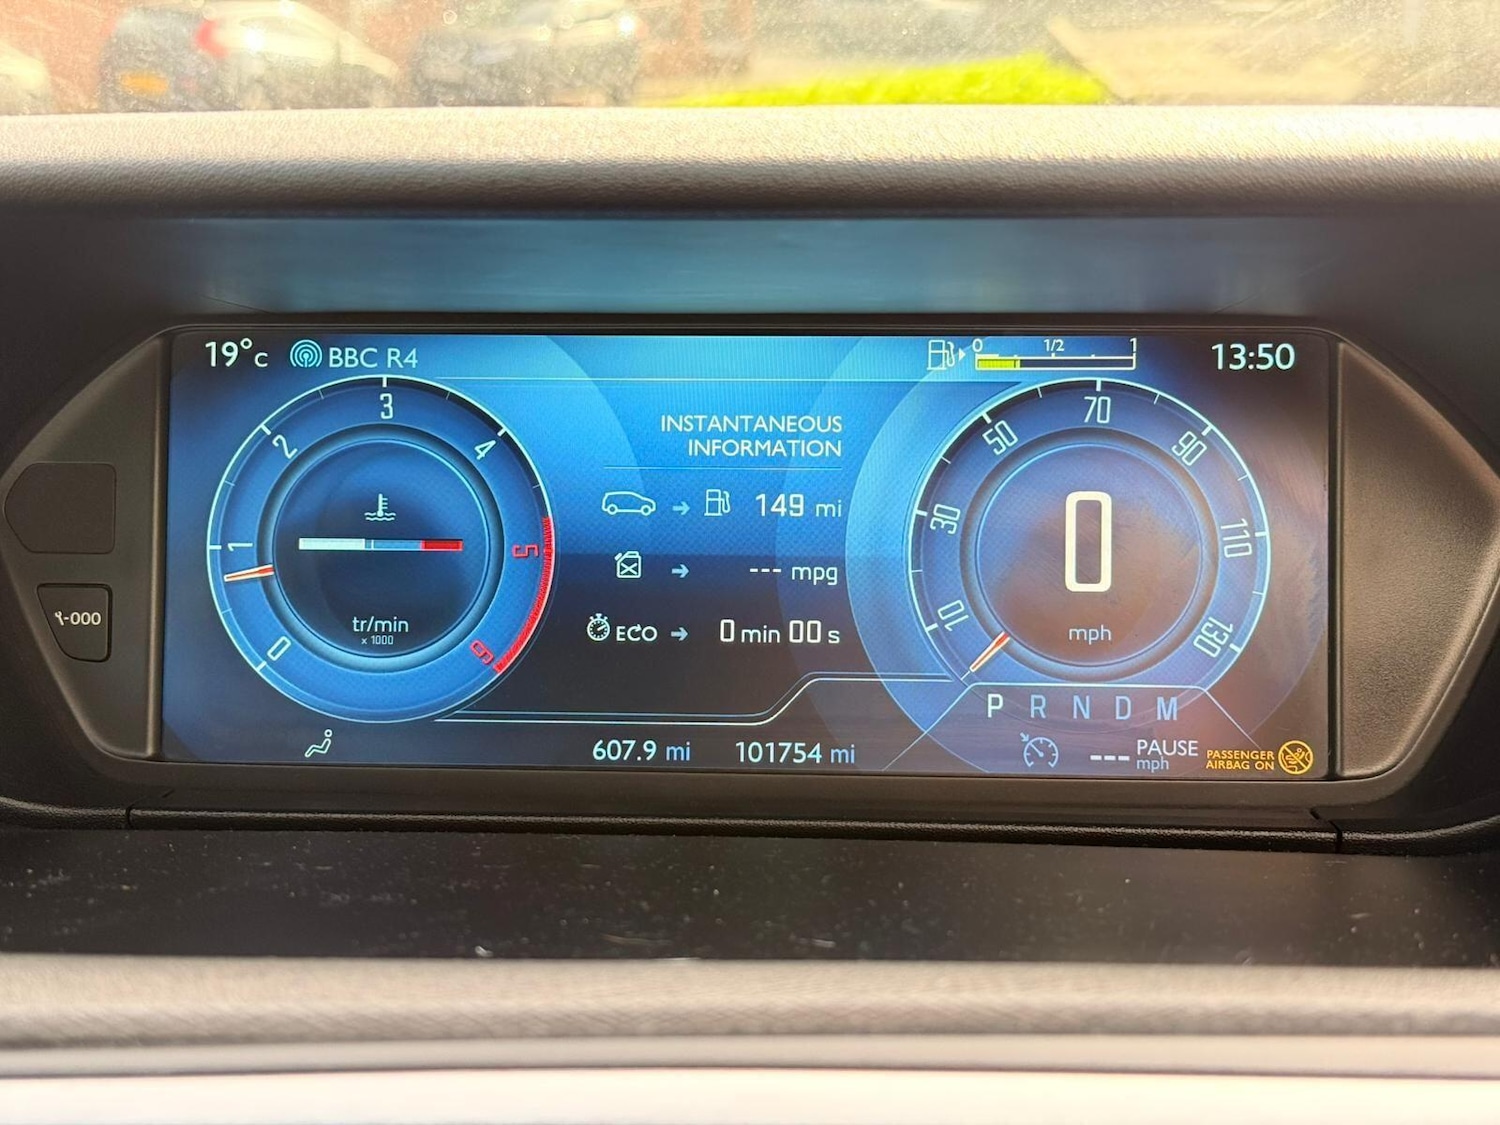 19°c BBC R4
0 1/2 1
13:50
0 1 2 3 4 5 6
tr/min
x 1000
INSTANTANEOUS
INFORMATION
149 mi
--- mpg
ECO 0 min 00 s
10 30 50 70 90 110 130
0
mph
P R N D M
-000
607.9 mi 101754 mi
--- PAUSE
mph
PASSENGER
AIRBAG ON